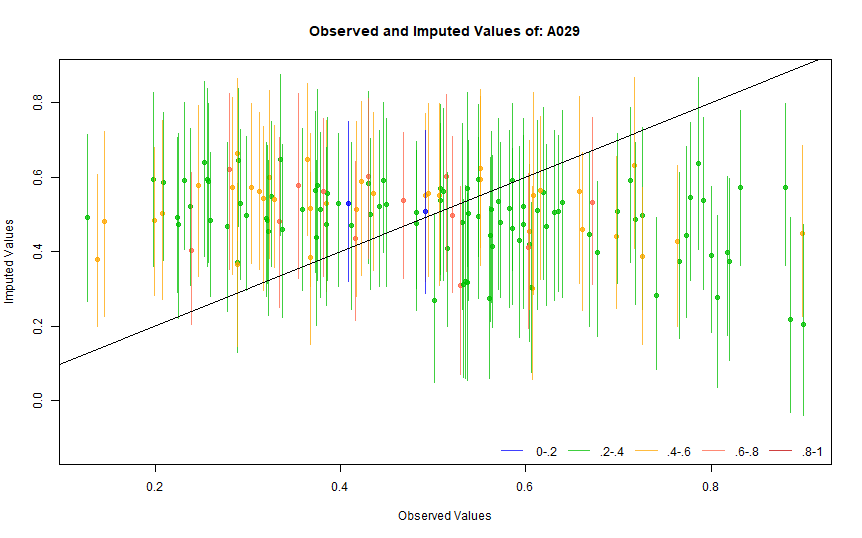 Observed and Imputed Values of: A029
Imputed Values
0.8
0.6
0.4
0.2
0.0
0-.2 .2-.4 .4-.6 .6-.8 .8-1
0.2 0.4 0.6 0.8
Observed Values